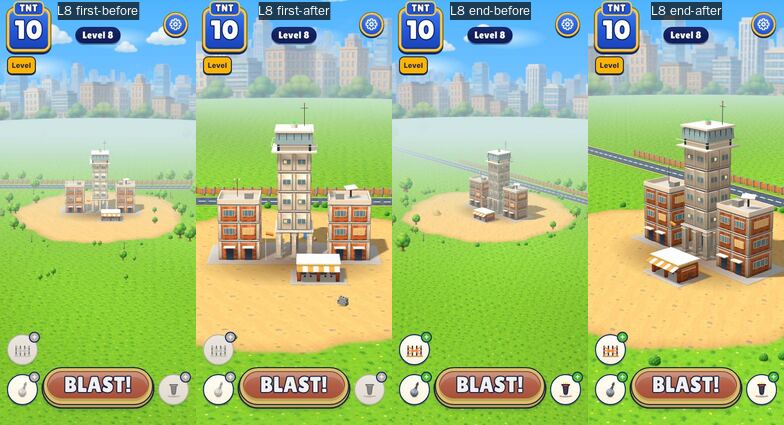 L8 first-before
TNT
10
Level 8
Level
BLAST!
L8 first-after
TNT
10
Level 8
Level
BLAST!
L8 end-before
TNT
10
Level 8
Level
BLAST!
L8 end-after
TNT
10
Level 8
Level
BLAST!